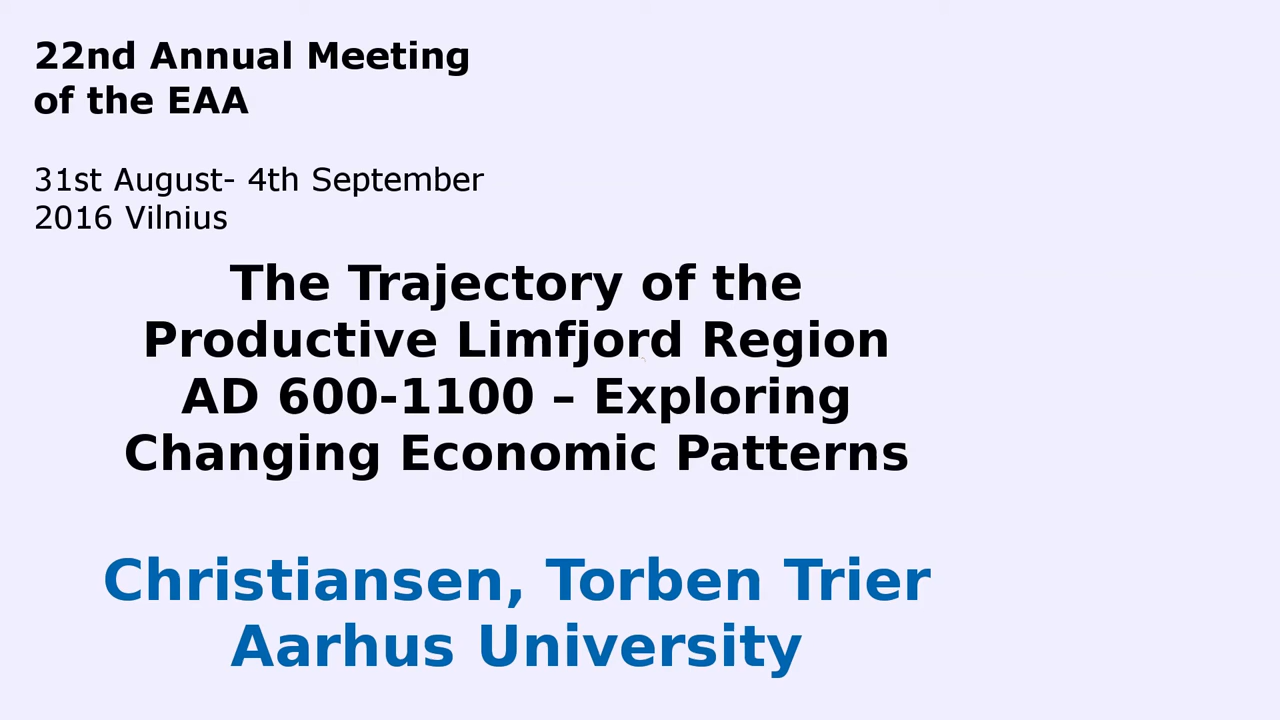 22nd Annual Meeting
of the EAA
31st August- 4th September
2016 Vilnius
The Trajectory of the
Productive Limfjord Region
AD 600-1100 – Exploring
Changing Economic Patterns
Christiansen, Torben Trier
Aarhus University